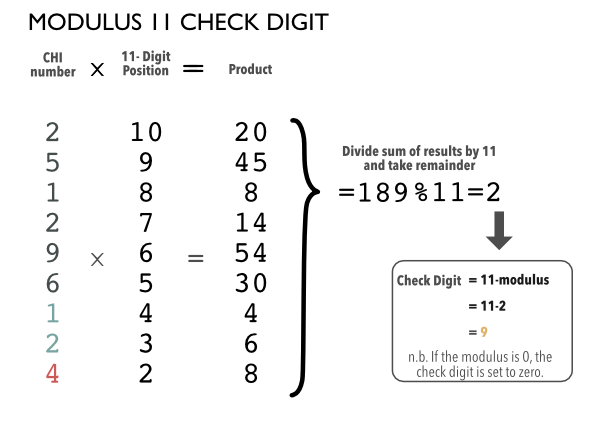 MODULUS 11 CHECK DIGIT
CHI number x 11- Digit Position = Product
2 10 20
5 9 45
1 8 8
2 7 14
9 x 6 = 54
6 5 30
1 4 4
2 3 6
4 2 8
Divide sum of results by 11
and take remainder
=189%11=2
Check Digit = 11-modulus
= 11-2
= 9
n.b. If the modulus is 0, the
check digit is set to zero.